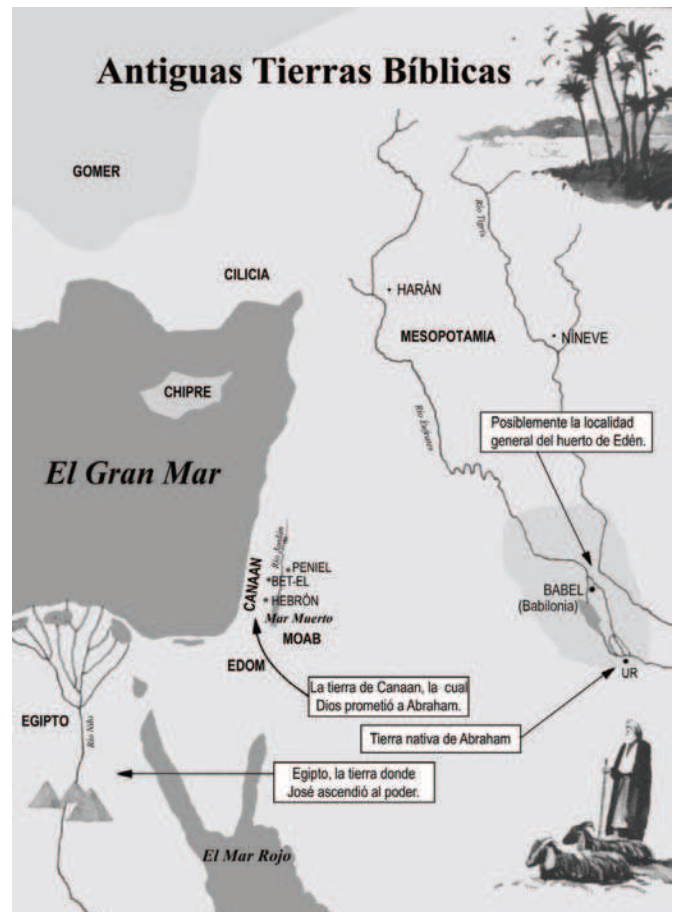 Antiguas Tierras Bíblicas
GOMER
Río Tigris
CILICIA
HARÁN
MESOPOTAMIA
NÍNEVE
CHIPRE
Río Éufrates
Posiblemente la localidad
general del huerto de Edén.
El Gran Mar
Río Jordán
PENIEL
BET-EL
CANAAN
HEBRÓN
Mar Muerto
MOAB
EDOM
BABEL
(Babilonia)
UR
La tierra de Canaan, la cual
Dios prometió a Abraham.
Tierra nativa de Abraham
EGIPTO
Río Nilo
Egipto, la tierra donde
José ascendió al poder.
El Mar Rojo